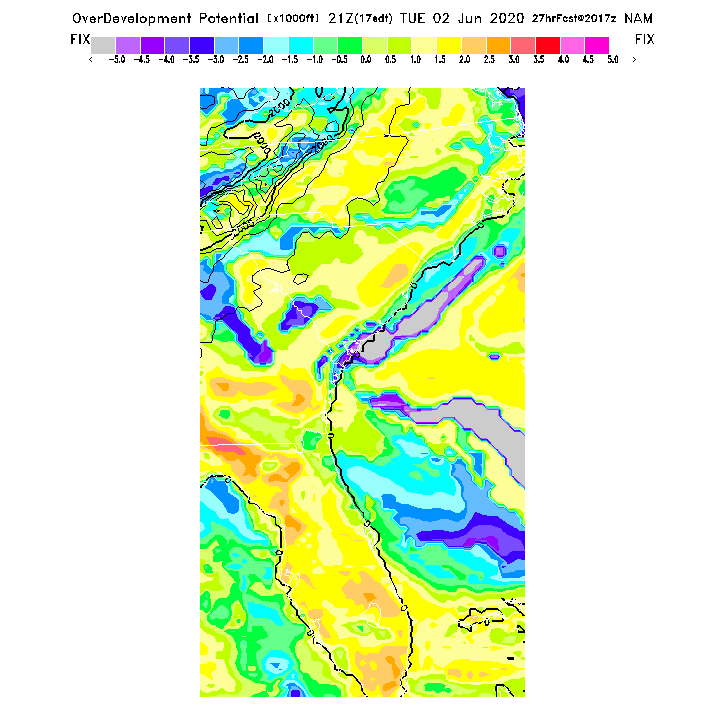 OverDevelopment Potential [x1000ft] 21Z(17edt) TUE 02 Jun 2020 27hrFcst@2017z NAM
FIX FIX
< -5.0 -4.5 -4.0 -3.5 -3.0 -2.5 -2.0 -1.5 -1.0 -0.5 0.0 0.5 1.0 1.5 2.0 2.5 3.0 3.5 4.0 4.5 5.0 >
2000
2000